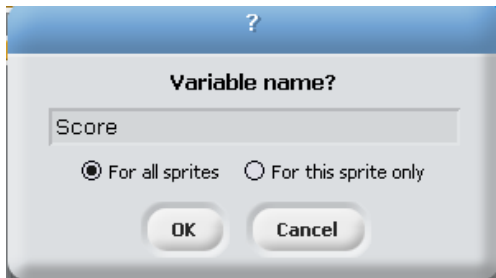 ?
Variable name?
Score
For all sprites For this sprite only
OK Cancel